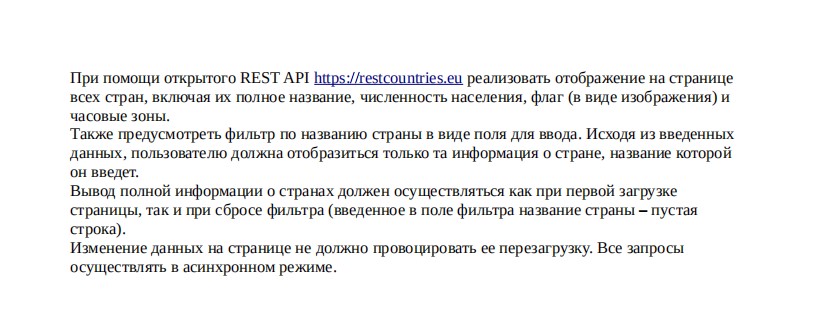 При помощи открытого REST API https://restcountries.eu реализовать отображение на странице
всех стран, включая их полное название, численность населения, флаг (в виде изображения) и
часовые зоны.
Также предусмотреть фильтр по названию страны в виде поля для ввода. Исходя из введенных
данных, пользователю должна отобразиться только та информация о стране, название которой
он введет.
Вывод полной информации о странах должен осуществляться как при первой загрузке
страницы, так и при сбросе фильтра (введенное в поле фильтра название страны – пустая
строка).
Изменение данных на странице не должно провоцировать ее перезагрузку. Все запросы
осуществлять в асинхронном режиме.